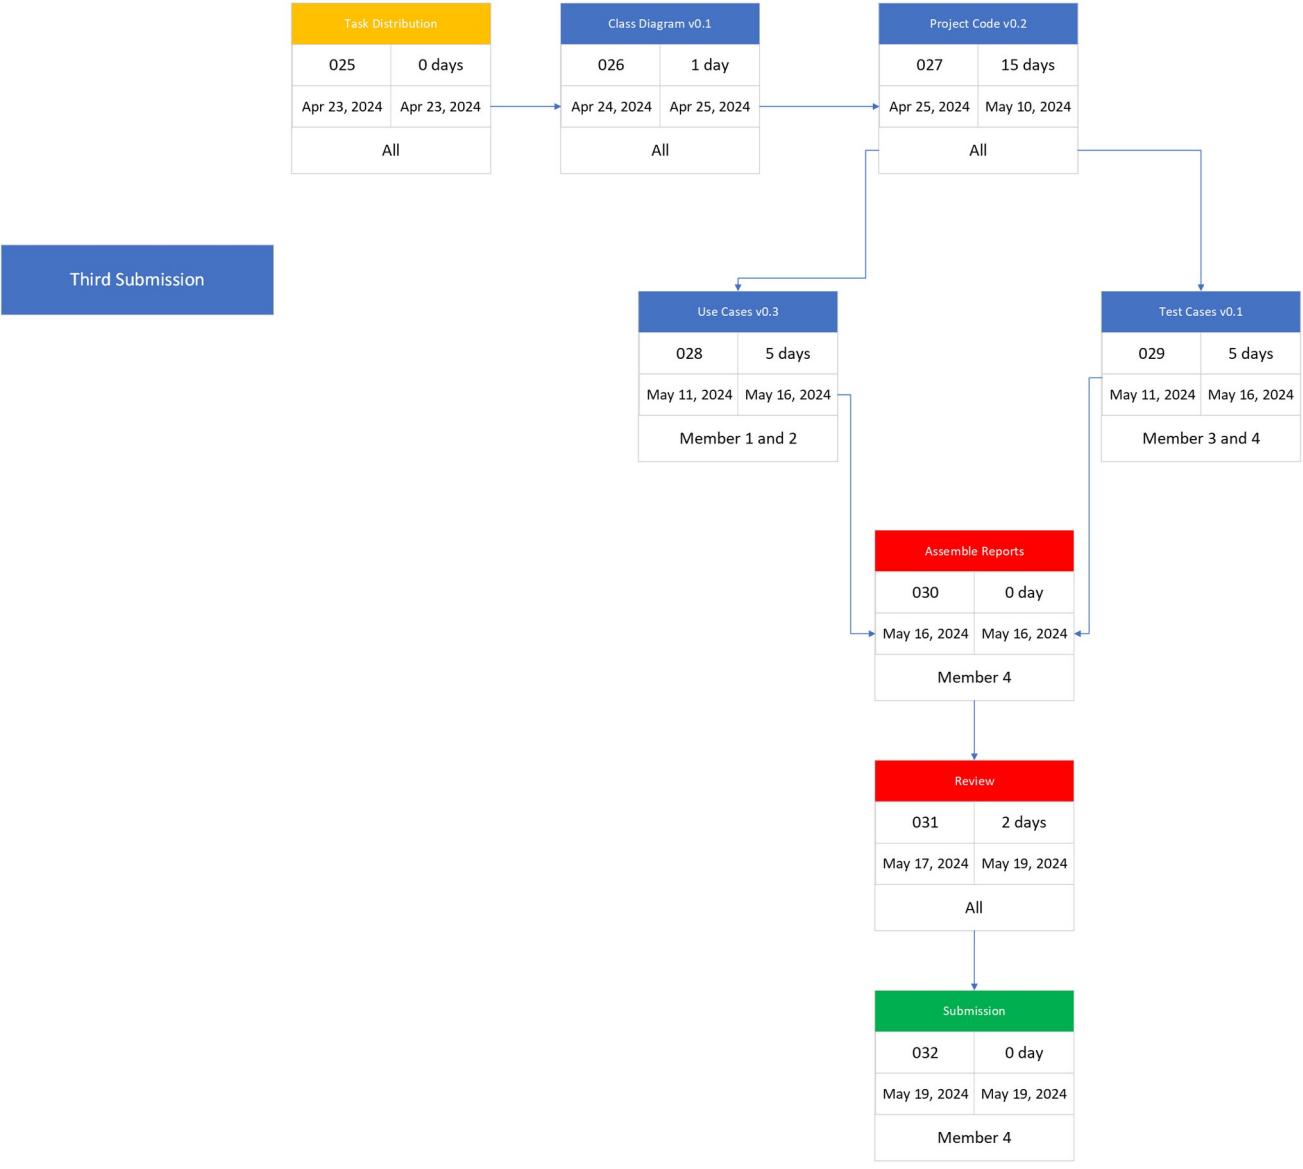 Task Distribution
025 0 days
Apr 23, 2024 Apr 23, 2024
All
Class Diagram v0.1
026 1 day
Apr 24, 2024 Apr 25, 2024
All
Project Code v0.2
027 15 days
Apr 25, 2024 May 10, 2024
All
Third Submission
Use Cases v0.3
028 5 days
May 11, 2024 May 16, 2024
Member 1 and 2
Test Cases v0.1
029 5 days
May 11, 2024 May 16, 2024
Member 3 and 4
Assemble Reports
030 0 day
May 16, 2024 May 16, 2024
Member 4
Review
031 2 days
May 17, 2024 May 19, 2024
All
Submission
032 0 day
May 19, 2024 May 19, 2024
Member 4